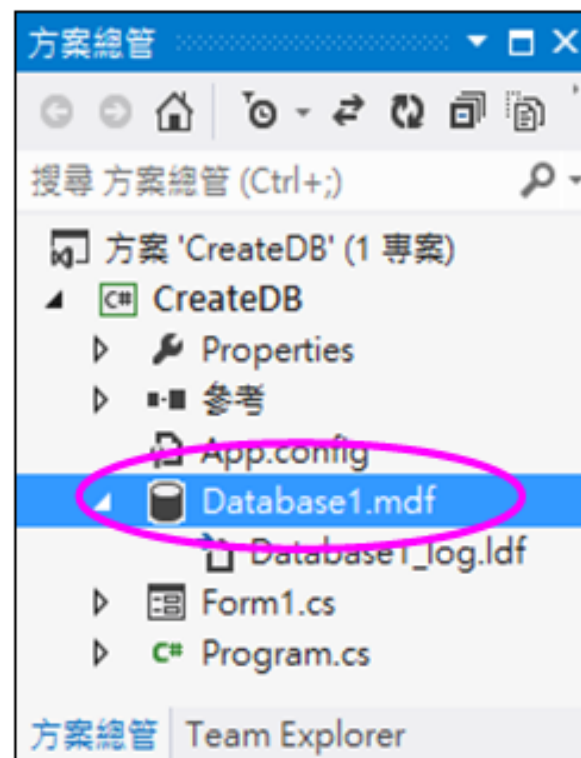 方案總管
搜尋 方案總管 (Ctrl+;)
方案 'CreateDB' (1 專案)
C# CreateDB
Properties
參考
App.config
Database1.mdf
Database1_log.ldf
Form1.cs
C# Program.cs
方案總管 Team Explorer